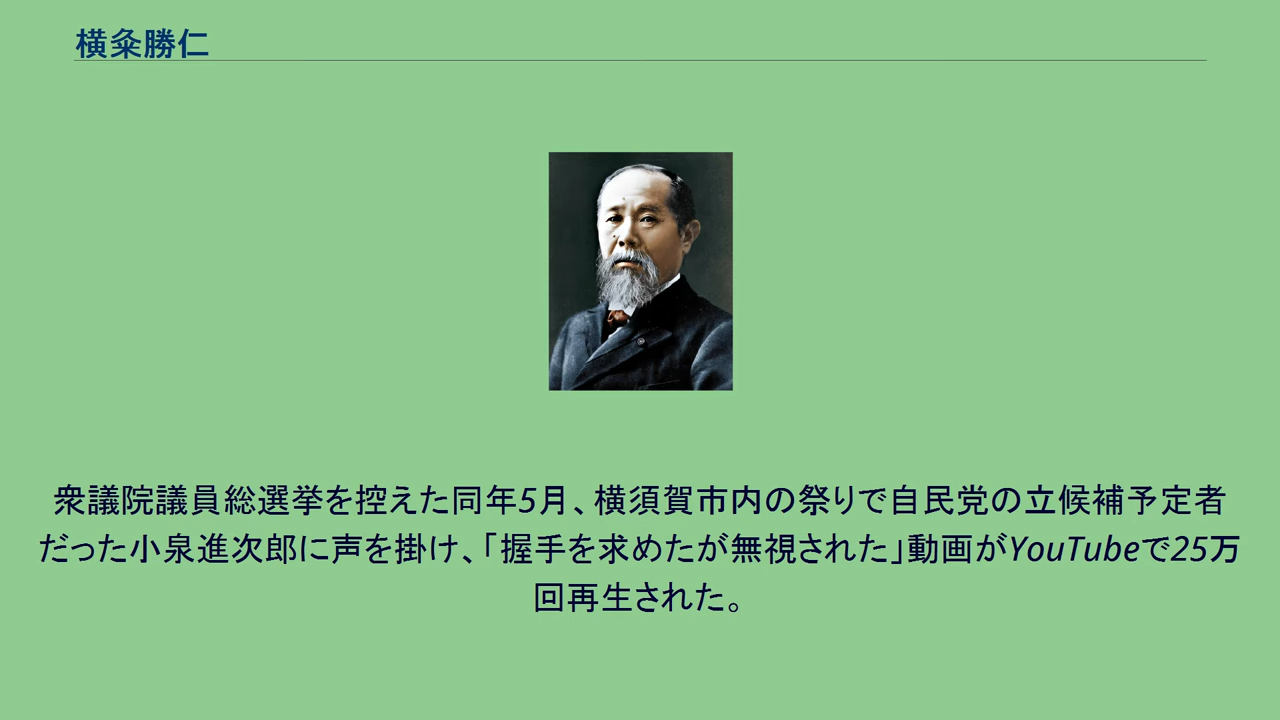 横粂勝仁
衆議院議員総選挙を控えた同年5月、横須賀市内の祭りで自民党の立候補予定者
だった小泉進次郎に声を掛け、「握手を求めたが無視された」動画がYouTubeで25万
回再生された。